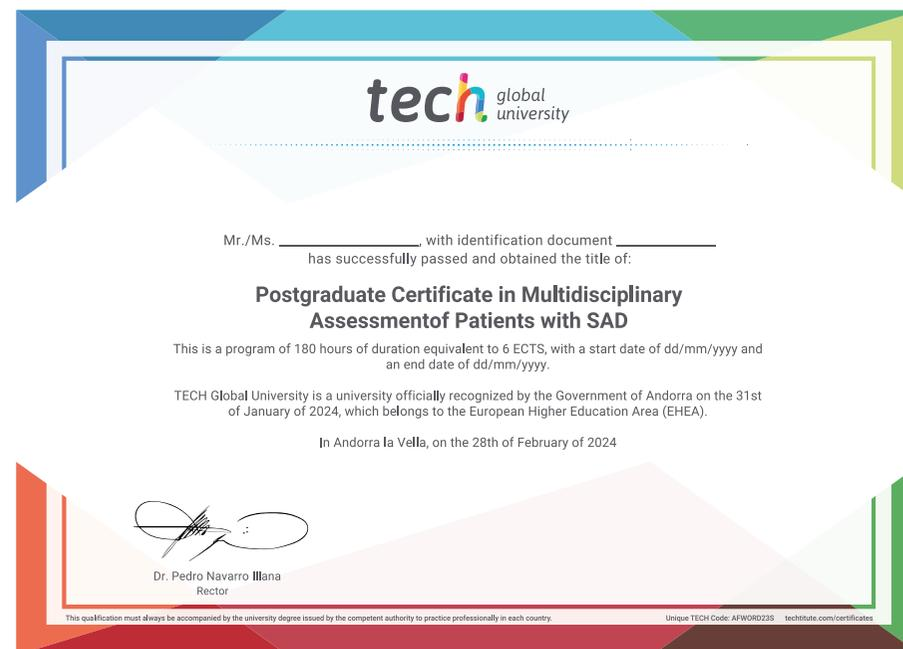 tech global
university
Mr./Ms. ____________, with identification document ____________
has successfully passed and obtained the title of:
Postgraduate Certificate in Multidisciplinary
Assessmentof Patients with SAD
This is a program of 180 hours of duration equivalent to 6 ECTS, with a start date of dd/mm/yyyy and
an end date of dd/mm/yyyy.
TECH Global University is a university officially recognized by the Government of Andorra on the 31st
of January of 2024, which belongs to the European Higher Education Area (EHEA).
In Andorra la Vella, on the 28th of February of 2024
Dr. Pedro Navarro Illana
Rector
This qualification must always be accompanied by the university degree issued by the competent authority to practice professionally in each country. Unique TECH Code: AFWORD23S techtitute.com/certificates